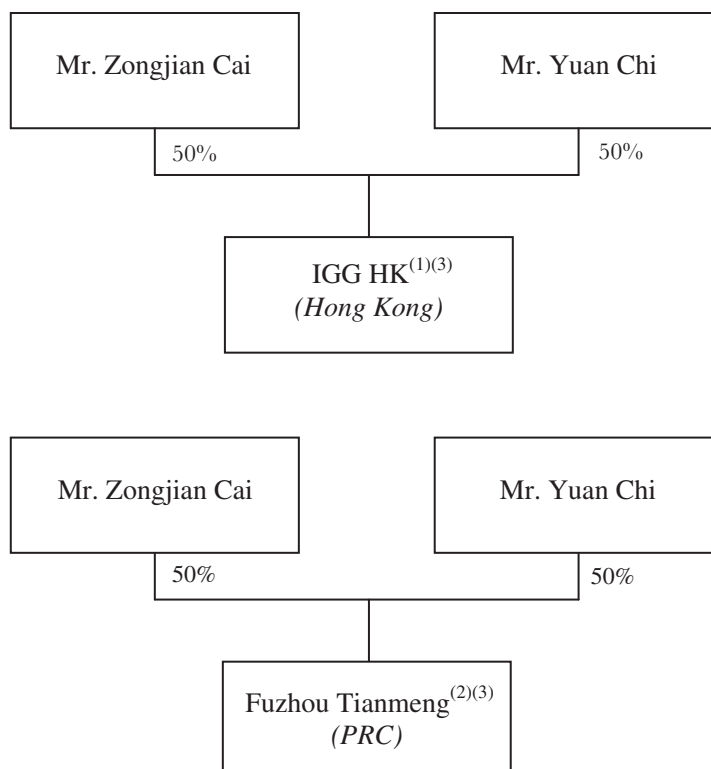 Mr. Zongjian Cai
Mr. Yuan Chi
50%
50%
IGG HK(1)(3)
(Hong Kong)
Mr. Zongjian Cai
Mr. Yuan Chi
50%
50%
Fuzhou Tianmeng(2)(3)
(PRC)